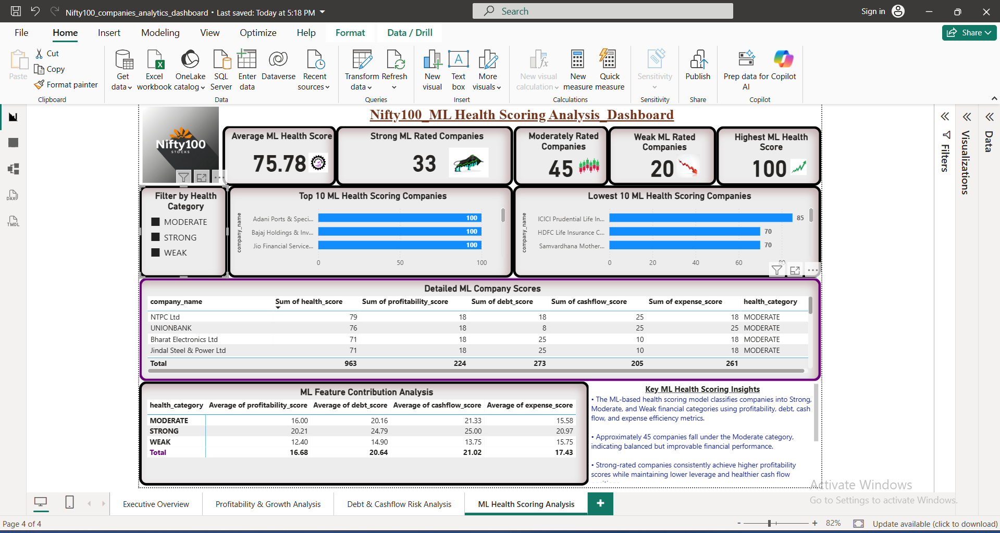 Nifty100_companies_analytics_dashboard • Last saved: Today at 5:18 PM
Search
Sign in
File
Home
Insert
Modeling
View
Optimize
Help
Format
Data / Drill
Share
Paste
Cut
Copy
Format painter
Clipboard
Get data
Excel workbook
OneLake catalog
SQL Server
Enter data
Dataverse
Recent sources
Data
Transform data
Refresh
Queries
New visual
Text box
More visuals
Insert
New visual calculation
New measure
Quick measure
Calculations
Sensitivity
Sensitivity
Publish
Share
Prep data for AI
Copilot
Copilot
DAX
TMDL
Nifty100
STOCKS
Nifty100_ML Health Scoring Analysis_Dashboard
Average ML Health Score
75.78
Strong ML Rated Companies
33
Moderately Rated Companies
45
Weak ML Rated Companies
20
Highest ML Health Score
100
Filter by Health Category
MODERATE
STRONG
WEAK
Top 10 ML Health Scoring Companies
company_name
Adani Ports & Speci... 100
Bajaj Holdings & Inv... 100
Jio Financial Service... 100
0 50 100
Lowest 10 ML Health Scoring Companies
company_name
ICICI Prudential Life In... 85
HDFC Life Insurance C... 70
Samvardhana Mother... 70
0 20 40 60 80
Filters
Visualizations
Data
Detailed ML Company Scores
company_name Sum of health_score Sum of profitability_score Sum of debt_score Sum of cashflow_score Sum of expense_score health_category
NTPC Ltd 79 18 18 25 18 MODERATE
UNIONBANK 76 18 8 25 25 MODERATE
Bharat Electronics Ltd 71 18 25 10 18 MODERATE
Jindal Steel & Power Ltd 71 18 25 10 18 MODERATE
Total 963 224 273 205 261
ML Feature Contribution Analysis
health_category Average of profitability_score Average of debt_score Average of cashflow_score Average of expense_score
MODERATE 16.00 20.16 21.33 15.58
STRONG 20.21 24.79 25.00 20.97
WEAK 12.40 14.90 13.75 15.75
Total 16.68 20.64 21.02 17.43
Key ML Health Scoring Insights
• The ML-based health scoring model classifies companies into Strong,
Moderate, and Weak financial categories using profitability, debt, cash
flow, and expense efficiency metrics.
• Approximately 45 companies fall under the Moderate category,
indicating balanced but improvable financial performance.
• Strong-rated companies consistently achieve higher profitability
scores while maintaining lower leverage and healthier cash flow
Activate Windows
Go to Settings to activate Windows.
Executive Overview
Profitability & Growth Analysis
Debt & Cashflow Risk Analysis
ML Health Scoring Analysis
Page 4 of 4
82%
Update available (click to download)